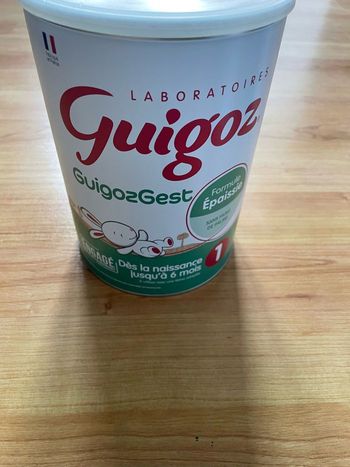 LABORATOIRES
Guigoz
GuigozGest
Formule
Épaissie
Dès la naissance
jusqu'à 6 mois
1